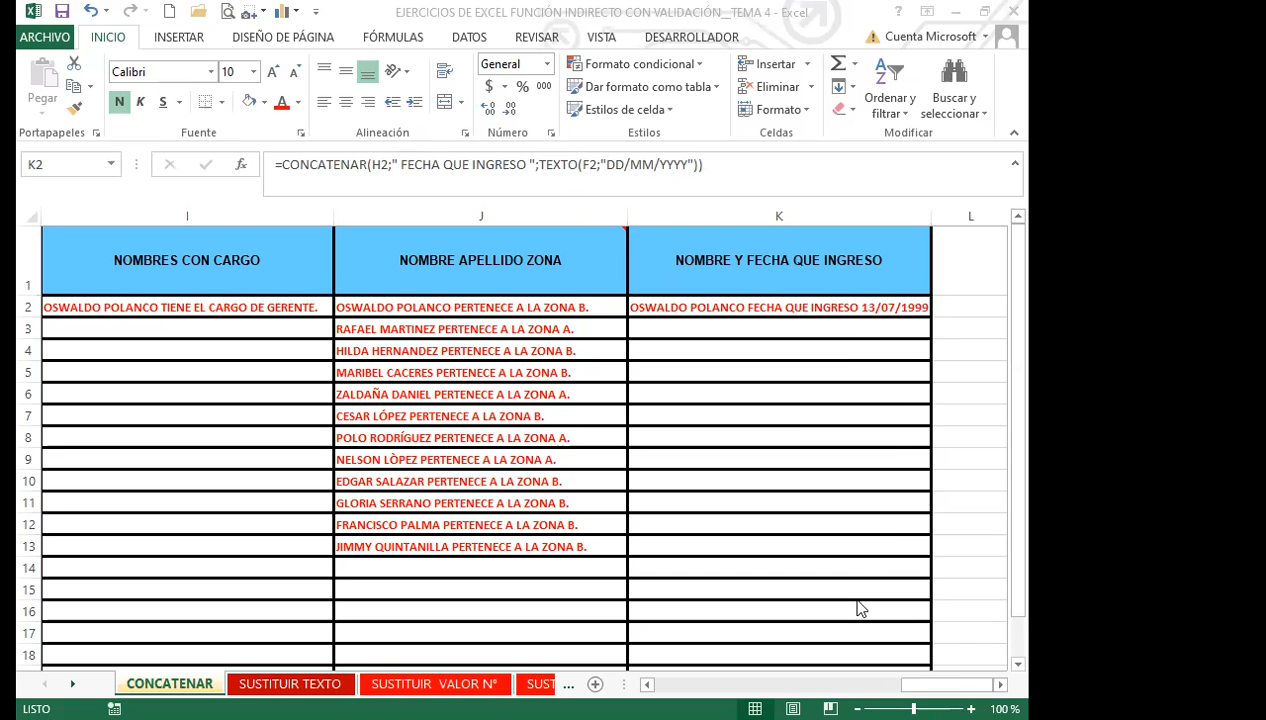 EJERCICIOS DE EXCEL FUNCIÓN INDIRECTO CON VALIDACIÓN_TEMA 4 - Excel
ARCHIVO INICIO INSERTAR DISEÑO DE PÁGINA FÓRMULAS DATOS REVISAR VISTA DESARROLLADOR Cuenta Microsoft
Pegar
Calibri 10
N K S
General
$ % 000
Formato condicional
Dar formato como tabla
Estilos de celda
Insertar
Eliminar
Formato
Ordenar y
filtrar
Buscar y
seleccionar
Portapapeles Fuente Alineación Número Estilos Celdas Modificar
K2 fx =CONCATENAR(H2;" FECHA QUE INGRESO ";TEXTO(F2;"DD/MM/YYYY"))
I J K L
1 NOMBRES CON CARGO NOMBRE APELLIDO ZONA NOMBRE Y FECHA QUE INGRESO
2 OSWALDO POLANCO TIENE EL CARGO DE GERENTE. OSWALDO POLANCO PERTENECE A LA ZONA B. OSWALDO POLANCO FECHA QUE INGRESO 13/07/1999
3 RAFAEL MARTINEZ PERTENECE A LA ZONA A.
4 HILDA HERNANDEZ PERTENECE A LA ZONA B.
5 MARIBEL CACERES PERTENECE A LA ZONA B.
6 ZALDAÑA DANIEL PERTENECE A LA ZONA A.
7 CESAR LÓPEZ PERTENECE A LA ZONA B.
8 POLO RODRÍGUEZ PERTENECE A LA ZONA A.
9 NELSON LÒPEZ PERTENECE A LA ZONA A.
10 EDGAR SALAZAR PERTENECE A LA ZONA B.
11 GLORIA SERRANO PERTENECE A LA ZONA B.
12 FRANCISCO PALMA PERTENECE A LA ZONA B.
13 JIMMY QUINTANILLA PERTENECE A LA ZONA B.
14
15
16
17
18
CONCATENAR SUSTITUIR TEXTO SUSTITUIR VALOR N° SUST ...
LISTO 100 %